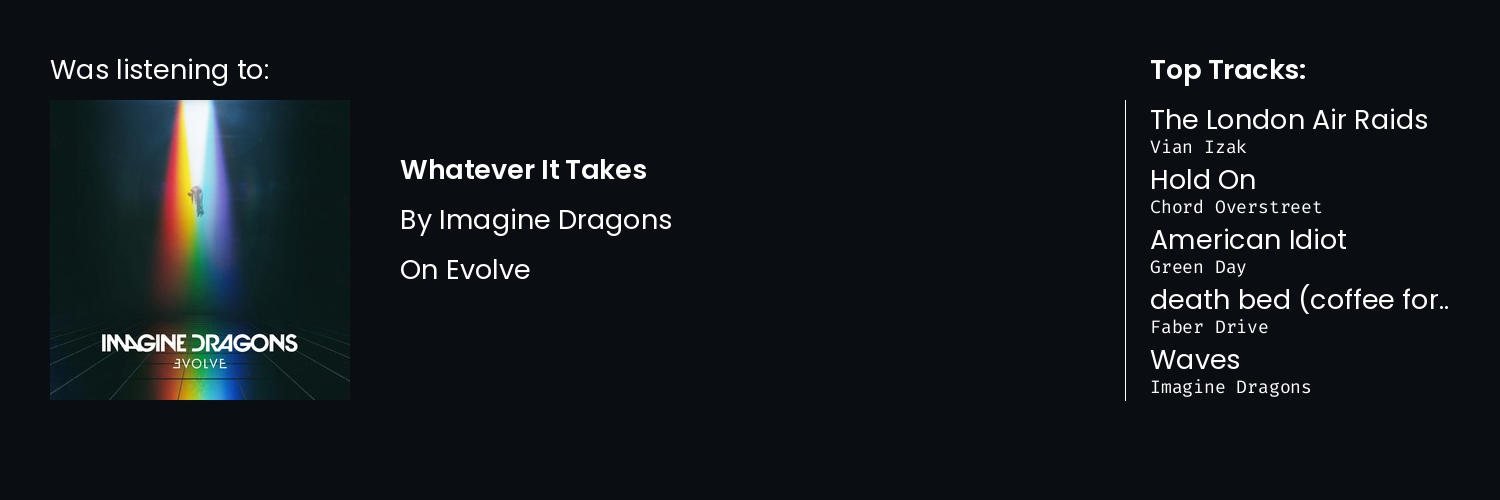 Was listening to:
IMAGINE DRAGONS
EVOLVE
Whatever It Takes
By Imagine Dragons
On Evolve
Top Tracks:
The London Air Raids
Vian Izak
Hold On
Chord Overstreet
American Idiot
Green Day
death bed (coffee for..
Faber Drive
Waves
Imagine Dragons